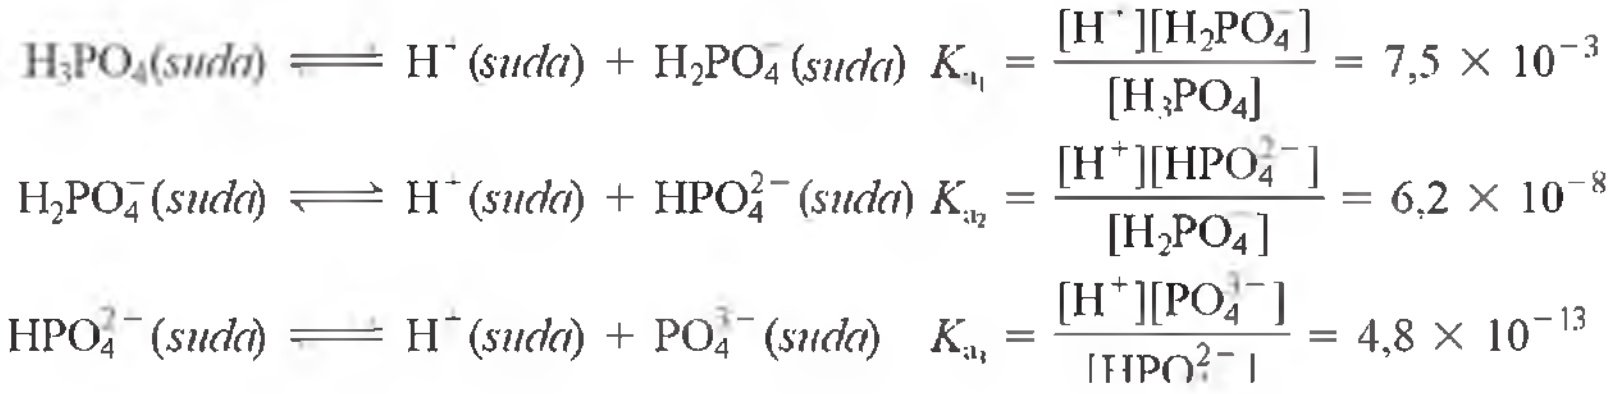 H₃PO₄(suda) ⇌ H⁺(suda) + H₂PO₄⁻(suda) Kₐ₁ = [H⁺][H₂PO₄⁻] / [H₃PO₄] = 7,5 × 10⁻³
H₂PO₄⁻(suda) ⇌ H⁺(suda) + HPO₄²⁻(suda) Kₐ₂ = [H⁺][HPO₄²⁻] / [H₂PO₄⁻] = 6,2 × 10⁻⁸
HPO₄²⁻(suda) ⇌ H⁺(suda) + PO₄³⁻(suda) Kₐ₃ = [H⁺][PO₄³⁻] / [HPO₄²⁻] = 4,8 × 10⁻¹³